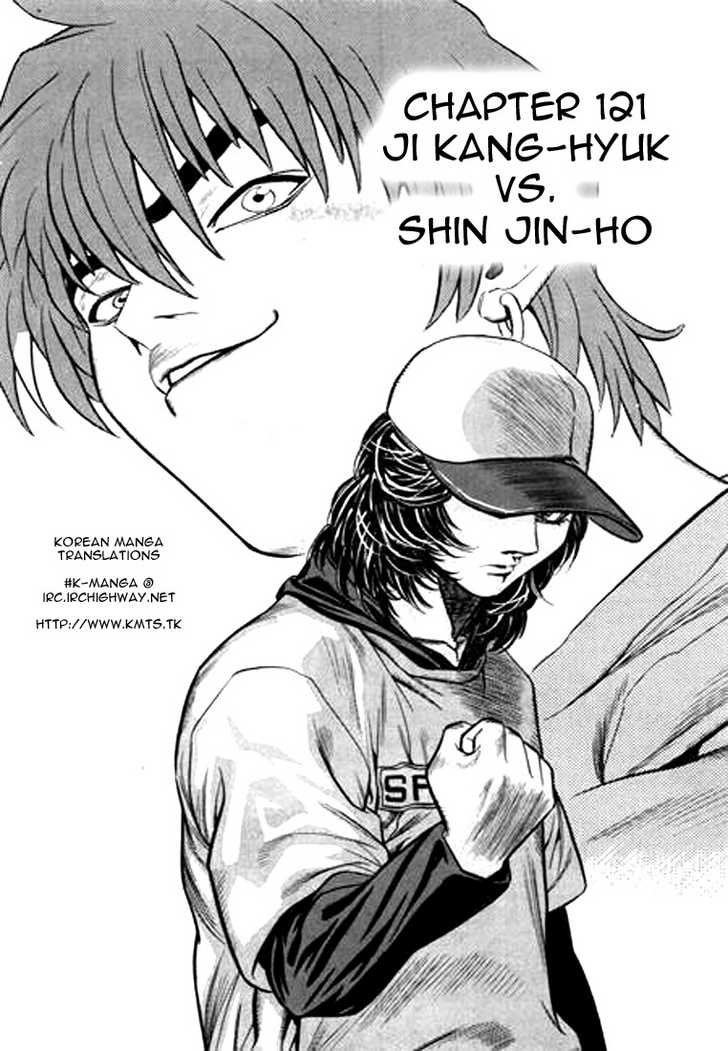 CHAPTER 121
JI KANG-HYUK
VS.
SHIN JIN-HO
KOREAN MANGA
TRANSLATIONS
#K-MANGA @
IRC.IRCHIGHWAY.NET
HTTP://WWW.KMTS.TK